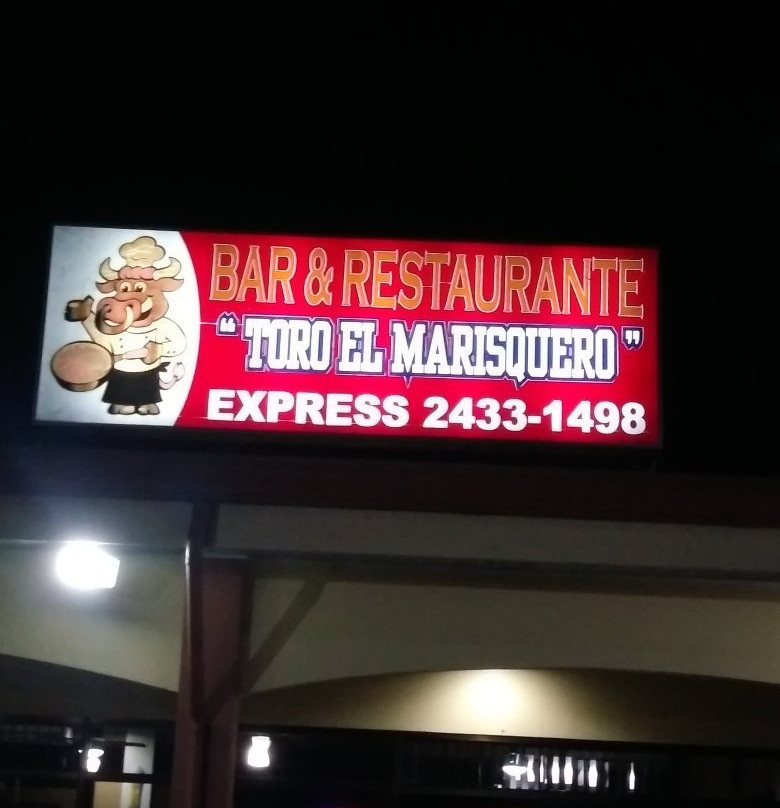 BAR & RESTAURANTE
“TORO EL MARISQUERO”
EXPRESS 2433-1498